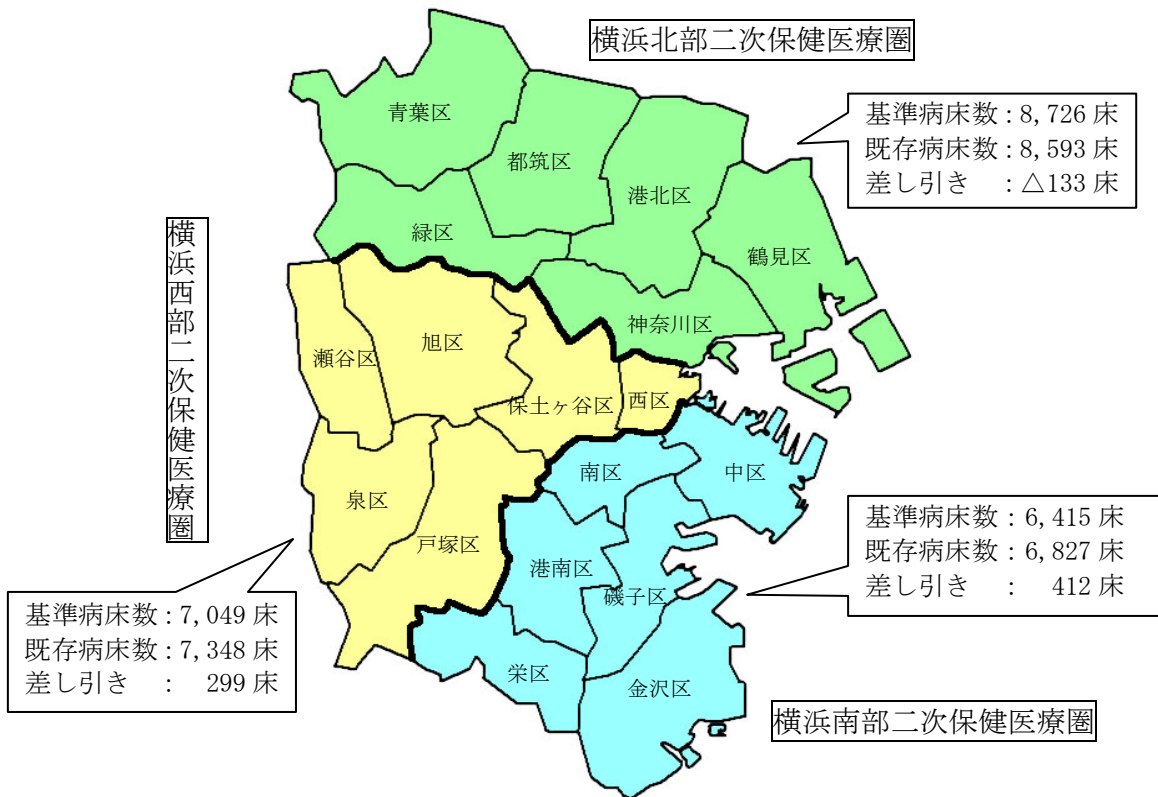 横浜北部二次保健医療圏
基準病床数：8,726 床
既存病床数：8,593 床
差し引き　：△133 床
青葉区
都筑区
港北区
緑区
鶴見区
神奈川区
横浜西部二次保健医療圏
瀬谷区
旭区
保土ヶ谷区
西区
泉区
戸塚区
基準病床数：7,049 床
既存病床数：7,348 床
差し引き　：　299 床
南区
中区
港南区
磯子区
栄区
金沢区
基準病床数：6,415 床
既存病床数：6,827 床
差し引き　：　412 床
横浜南部二次保健医療圏